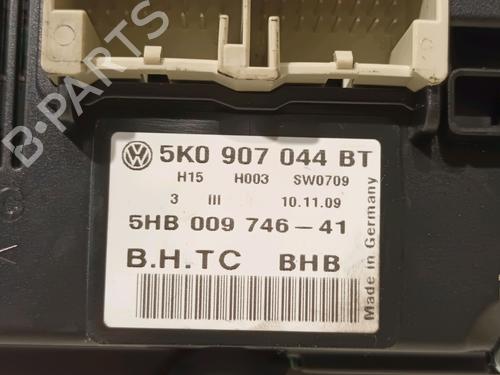 5K0 907 044 BT
H15 H003 SW0709
3 III 10.11.09
5HB 009 746-41
B.H.TC BHB
Made in Germany
B-PARTS